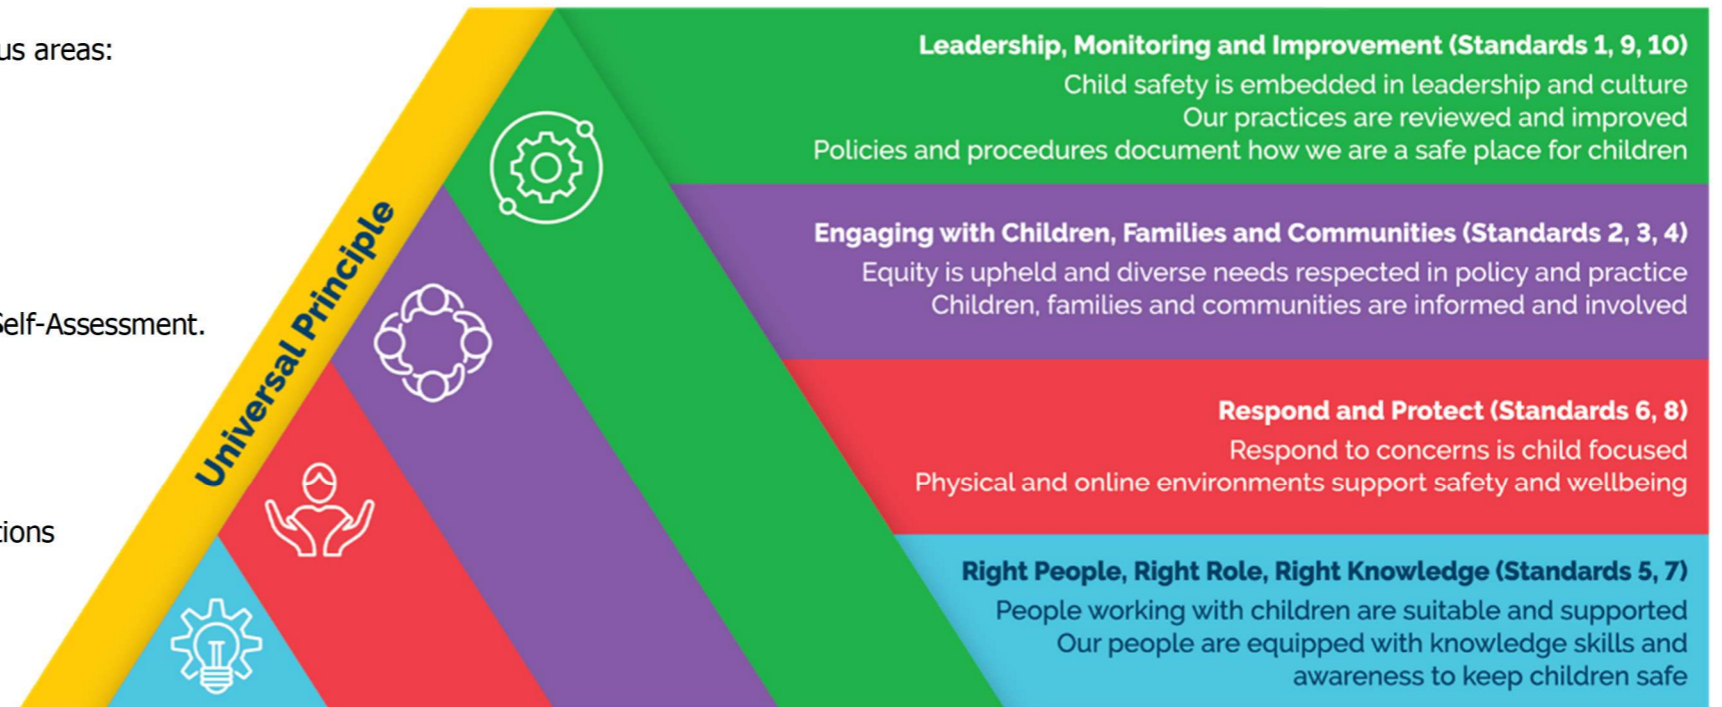 us areas:
Self-Assessment.
tions
Universal Principle
Leadership, Monitoring and Improvement (Standards 1, 9, 10)
Child safety is embedded in leadership and culture
Our practices are reviewed and improved
Policies and procedures document how we are a safe place for children
Engaging with Children, Families and Communities (Standards 2, 3, 4)
Equity is upheld and diverse needs respected in policy and practice
Children, families and communities are informed and involved
Respond and Protect (Standards 6, 8)
Respond to concerns is child focused
Physical and online environments support safety and wellbeing
Right People, Right Role, Right Knowledge (Standards 5, 7)
People working with children are suitable and supported
Our people are equipped with knowledge skills and
awareness to keep children safe